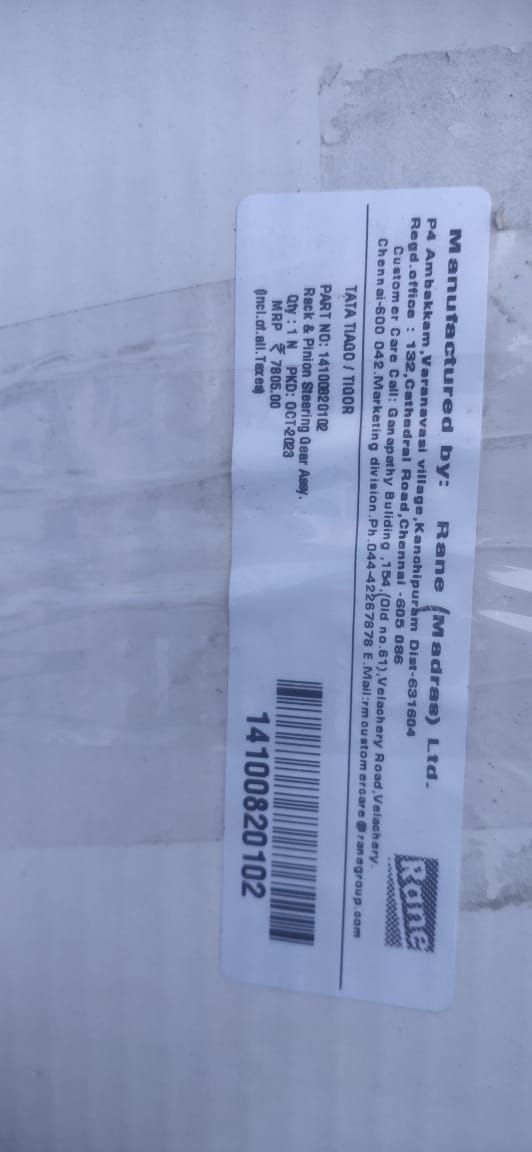 Manufactured by: Rane (Madras) Ltd.
P4 Ambakkam,Varanavasi village,Kanchipuram Dist-631604
Regd.office : 132,Cathedral Road,Chennai -605 086
Customer Care Call: Ganapathy Buliding ,154,(Old no.61),Velachery Road,Velachery.
Chennai-600 042.Marketing division.Ph.044-42267878 E.Mail:rmcustomercare@ranegroup.com
Rane
TATA TIAGO / TIGOR
PART NO: 14100820102
Rack & Pinion Steering Gear Assy.
Qty : 1 N PKD: OCT-2023
MRP ₹ 7805.00
(Incl.of.all.Taxes)
14100820102